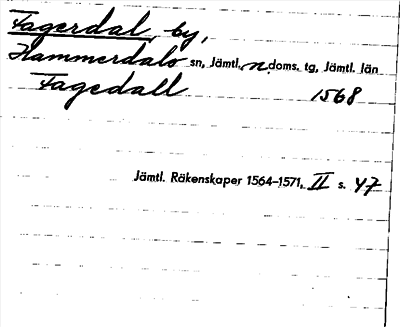 Fagerdal, by,
Hammerdals sn, Jämtl. n. doms. tg, Jämtl. län
Fagedall 1568
Jämtl. Räkenskaper 1564–1571, II s. 47